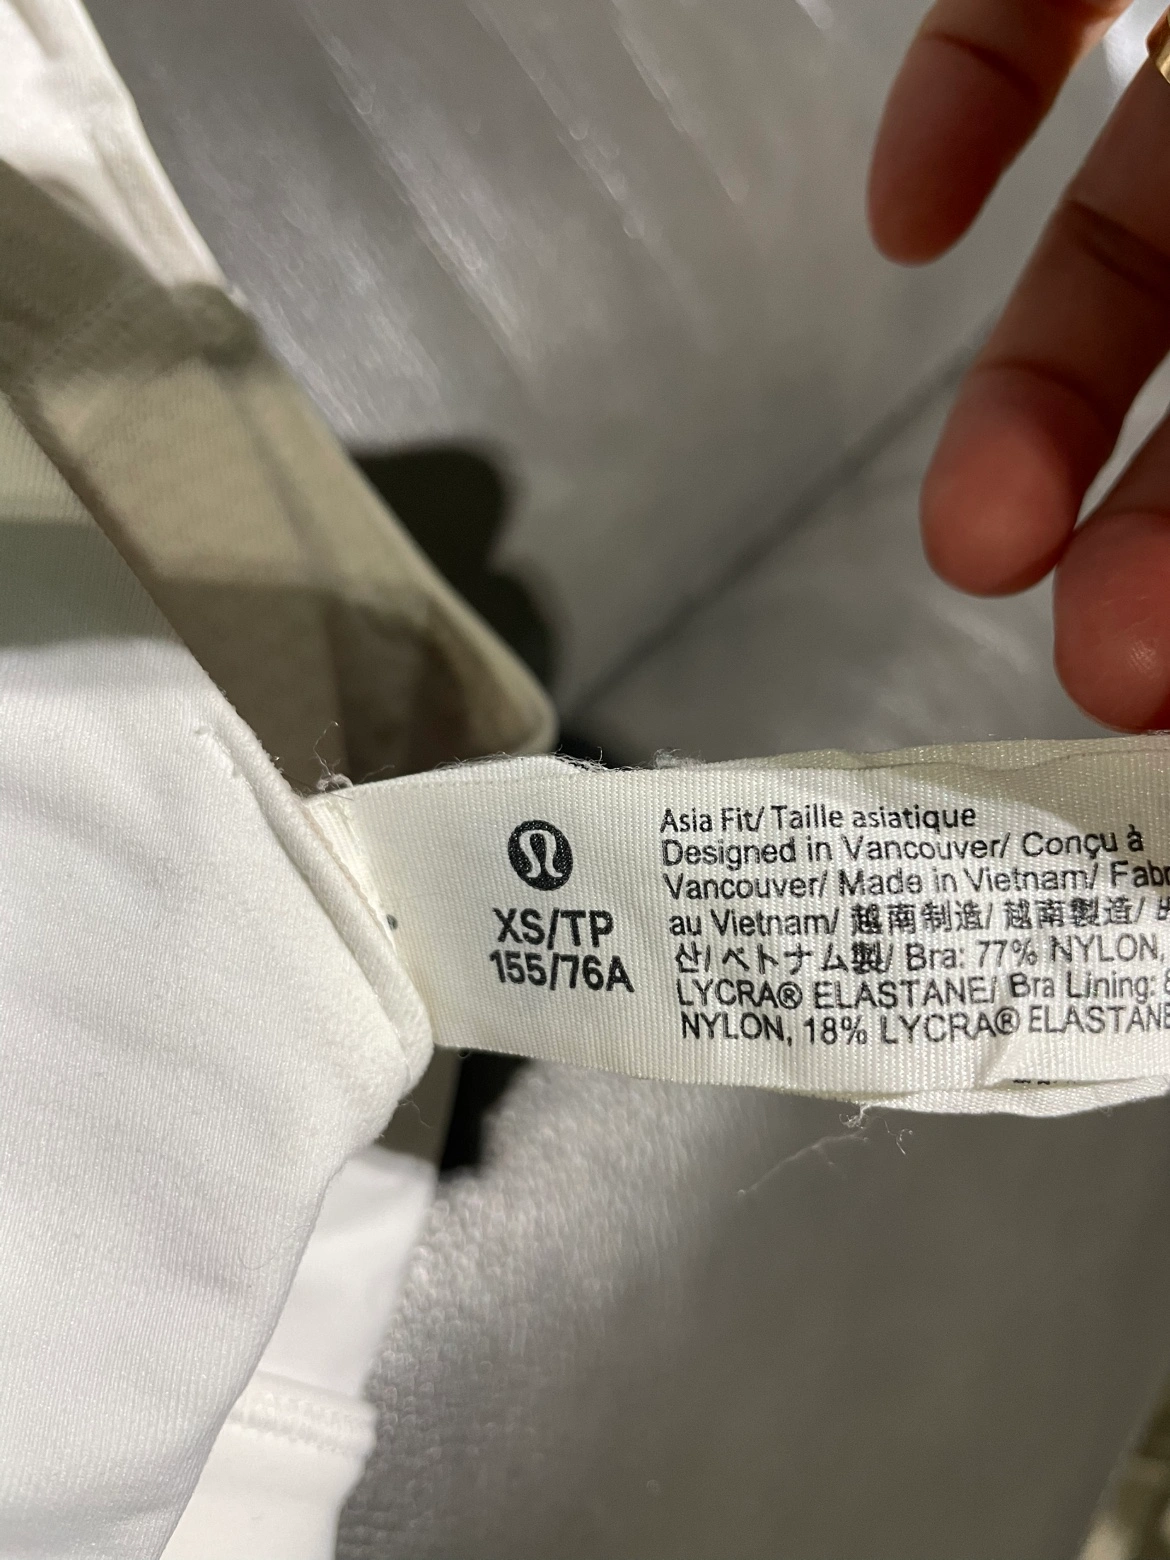 XS/TP
155/76A
Asia Fit/ Taille asiatique
Designed in Vancouver/ Conçu à
Vancouver/ Made in Vietnam/
au Vietnam/ 越南制造/ 越南製造/
산/ ベトナム製/ Bra: 77% NYLON,
LYCRA® ELASTANE/ Bra Lining:
NYLON, 18% LYCRA® ELASTANE